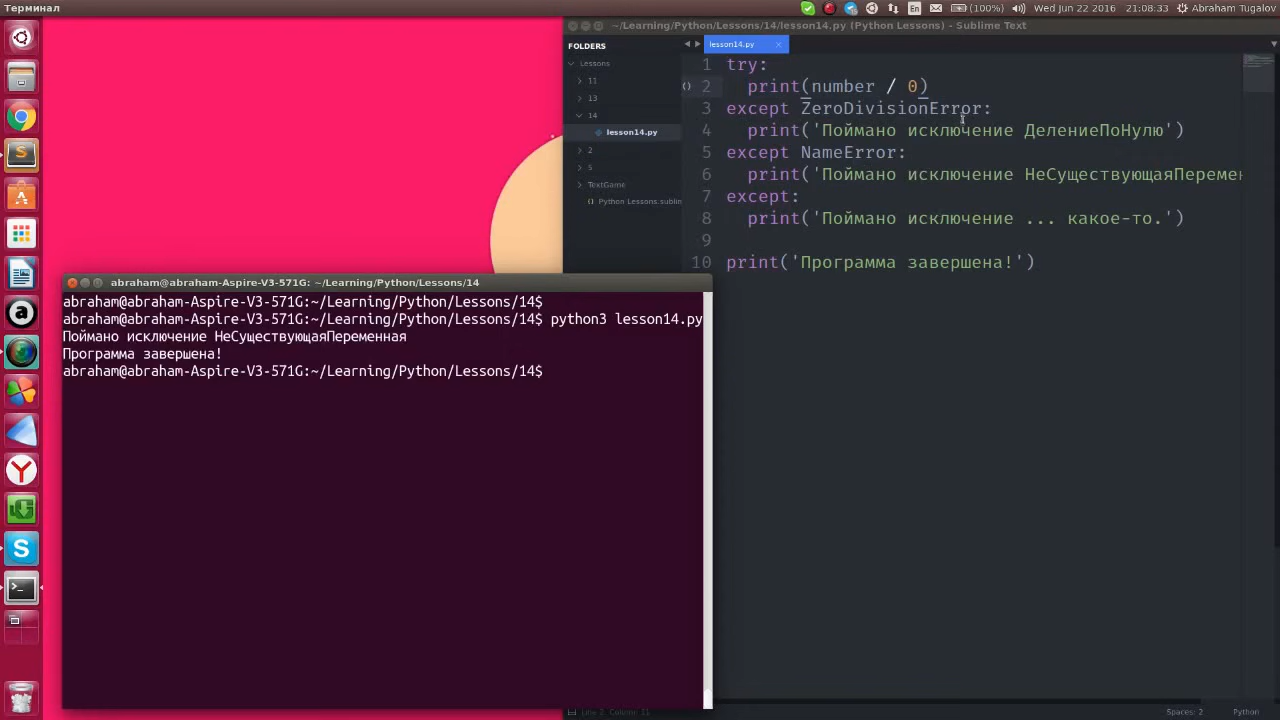 Терминал
En
(100%)
Wed Jun 22 2016
21:08:33
Abraham Tugalov
~/Learning/Python/Lessons/14/lesson14.py (Python Lessons) - Sublime Text
FOLDERS
Lessons
11
13
14
lesson14.py
2
5
TextGame
Python Lessons.sublim
lesson14.py
1 try:
2 print(number / 0)
3 except ZeroDivisionError:
4 print('Поймано исключение ДелениеПоНулю')
5 except NameError:
6 print('Поймано исключение НеСуществующаяПеремен
7 except:
8 print('Поймано исключение ... какое-то.')
9
10 print('Программа завершена!')
abraham@abraham-Aspire-V3-571G: ~/Learning/Python/Lessons/14
abraham@abraham-Aspire-V3-571G:~/Learning/Python/Lessons/14$
abraham@abraham-Aspire-V3-571G:~/Learning/Python/Lessons/14$ python3 lesson14.py
Поймано исключение НеСуществующаяПеременная
Программа завершена!
abraham@abraham-Aspire-V3-571G:~/Learning/Python/Lessons/14$
Line 2, Column 11
Spaces: 2
Python